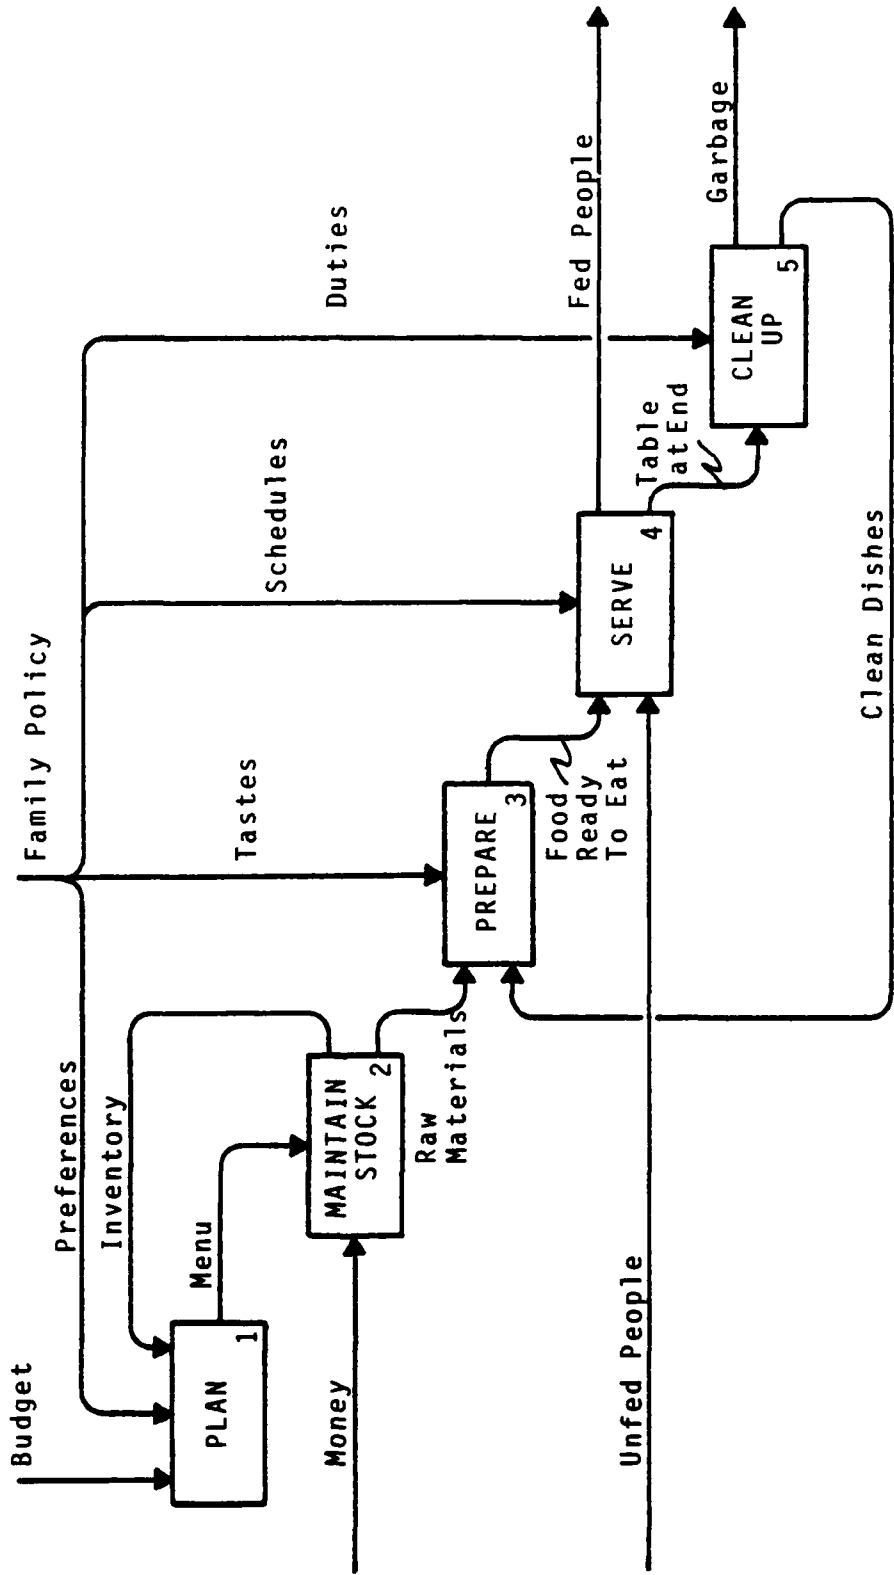 Budget
Family Policy
Preferences
Inventory
PLAN
1
Menu
Tastes
Schedules
Duties
Money
MAINTAIN
STOCK
2
Raw
Materials
PREPARE
3
Food
Ready
To Eat
Unfed People
SERVE
4
Fed People
Table
at End
CLEAN
UP
5
Garbage
Clean Dishes